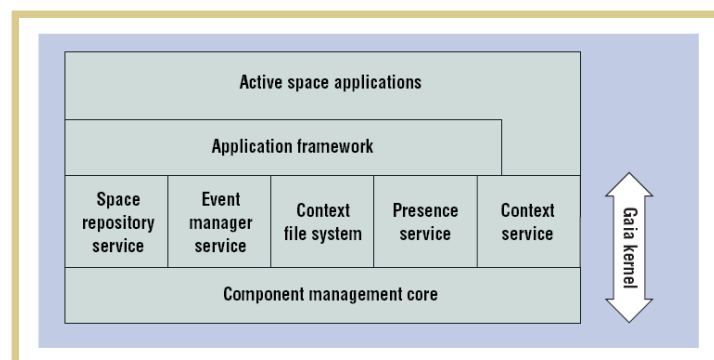 Active space applications
Application framework
Space
repository
service
Event
manager
service
Context
file system
Presence
service
Context
service
Component management core
Gaia kernel